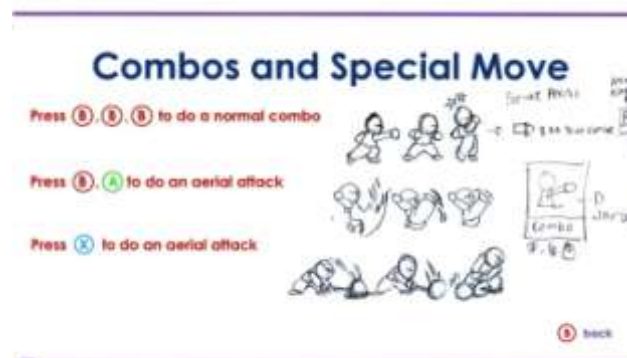 Combos and Special Move
Press B, B, B to do a normal combo
Press B, A to do an aerial attack
Press X to do an aerial attack
Combo
B back